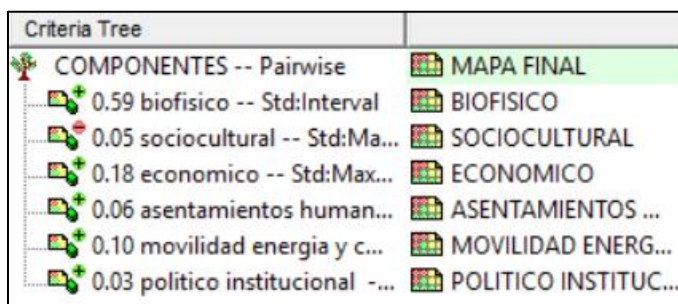 Criteria Tree
COMPONENTES -- Pairwise MAPA FINAL
0.59 biofisico -- Std:Interval BIOFISICO
0.05 sociocultural -- Std:Ma... SOCIOCULTURAL
0.18 economico -- Std:Max... ECONOMICO
0.06 asentamientos human... ASENTAMIENTOS ...
0.10 movilidad energia y c... MOVILIDAD ENERG...
0.03 politico institucional -... POLITICO INSTITUC...